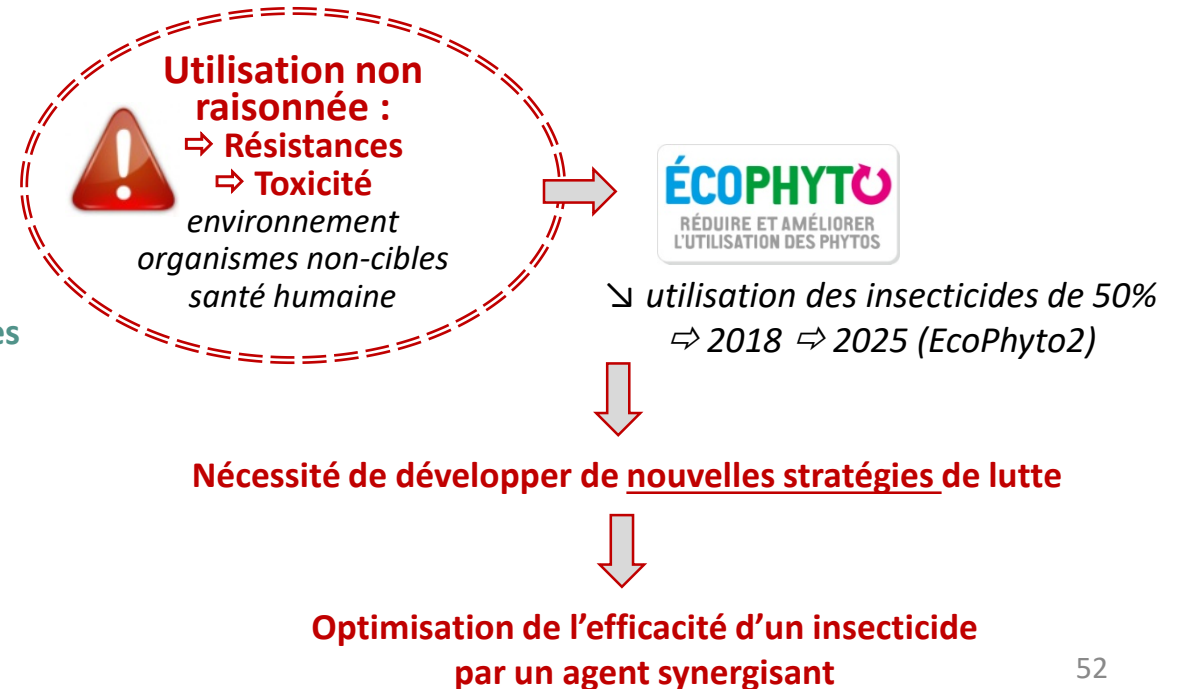 Utilisation non
raisonnée :
⇨ Résistances
⇨ Toxicité
environnement
organismes non-cibles
santé humaine
es
ÉCOPHYTO
RÉDUIRE ET AMÉLIORER
L'UTILISATION DES PHYTOS
↘ utilisation des insecticides de 50%
⇨ 2018 ⇨ 2025 (EcoPhyto2)
Nécessité de développer de nouvelles stratégies de lutte
Optimisation de l'efficacité d'un insecticide
par un agent synergisant
52